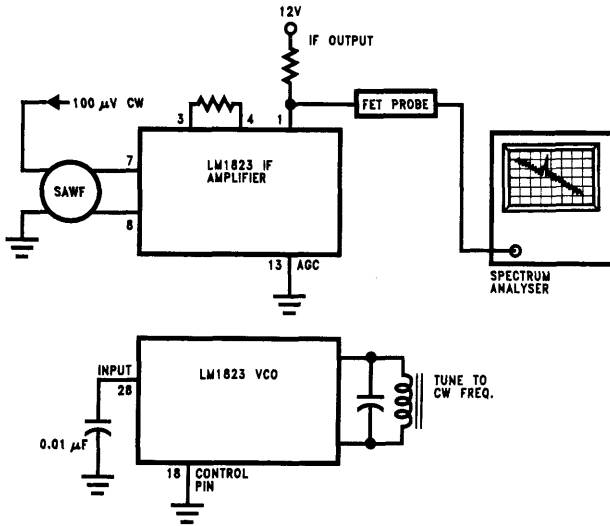 12V
IF OUTPUT
100 μV CW
3
4
1
FET PROBE
7
LM1823 IF
AMPLIFIER
SAWF
8
13 AGC
SPECTRUM
ANALYSER
INPUT
28
LM1823 VCO
TUNE TO
CW FREQ.
0.01 μF
18 CONTROL
PIN